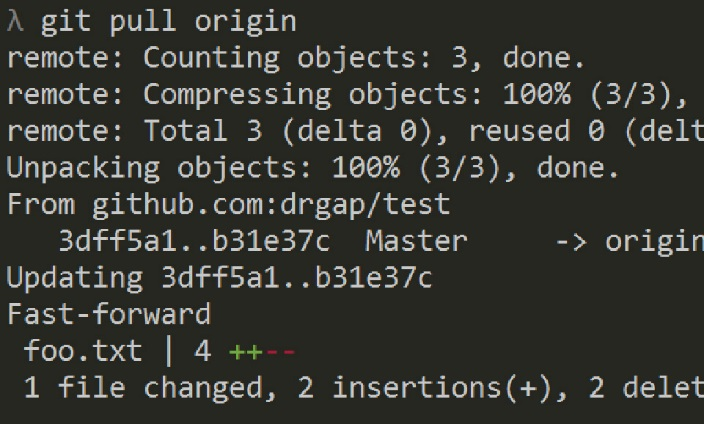 λ git pull origin
remote: Counting objects: 3, done.
remote: Compressing objects: 100% (3/3),
remote: Total 3 (delta 0), reused 0 (delt
Unpacking objects: 100% (3/3), done.
From github.com:drgap/test
   3dff5a1..b31e37c  Master     -> origin
Updating 3dff5a1..b31e37c
Fast-forward
 foo.txt | 4 ++--
 1 file changed, 2 insertions(+), 2 delet